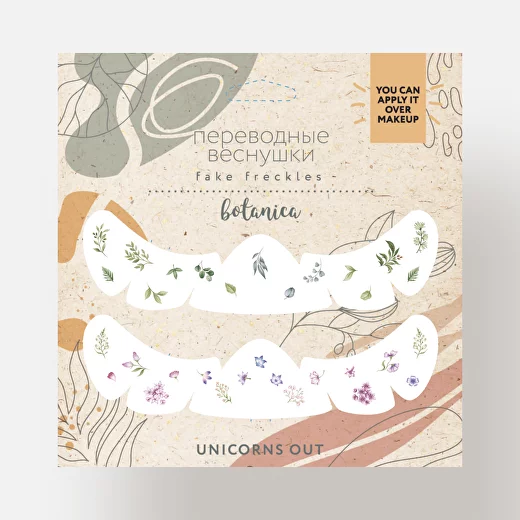 YOU CAN
APPLY IT
OVER
MAKEUP
переводные
веснушки
fake freckles -
botanica
UNICORNS OUT